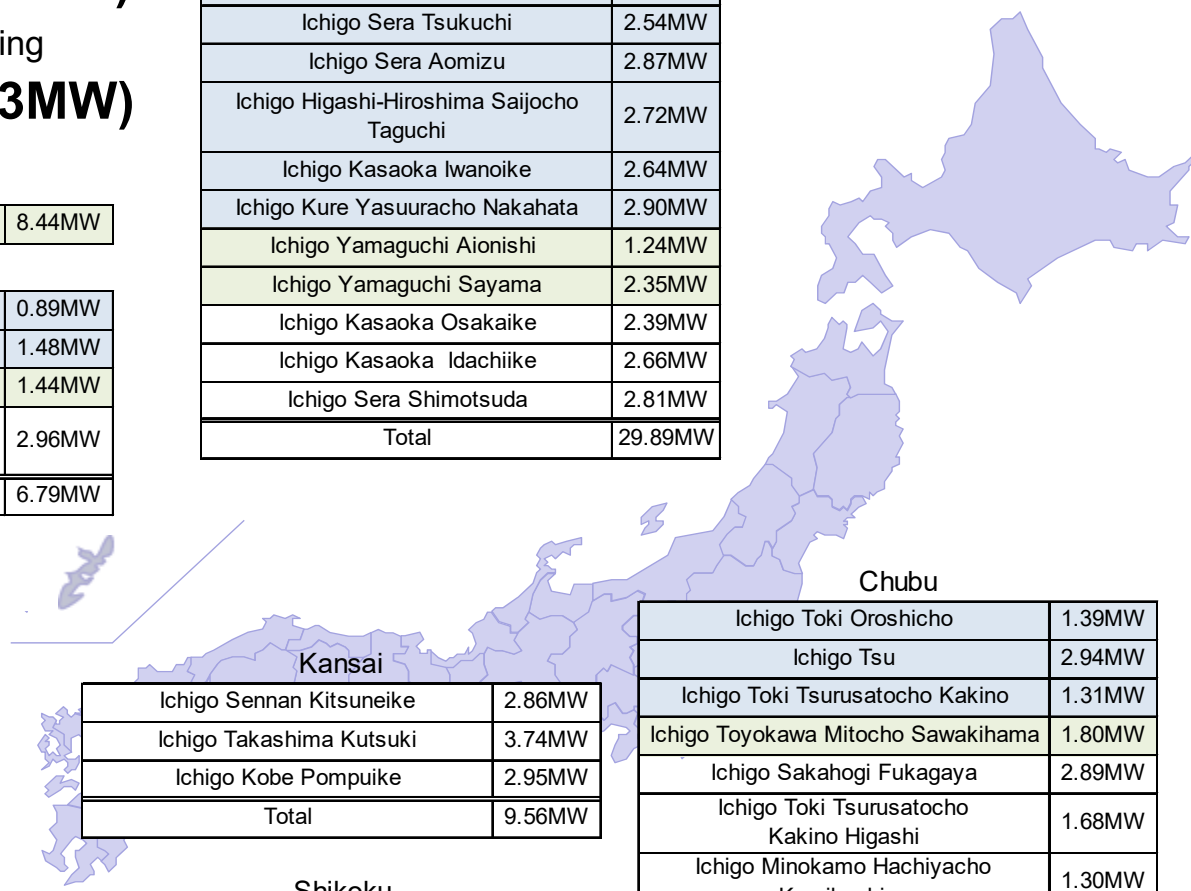 ing
3MW)
8.44MW
0.89MW
1.48MW
1.44MW
2.96MW
6.79MW
Ichigo Sera Tsukuchi 2.54MW
Ichigo Sera Aomizu 2.87MW
Ichigo Higashi-Hiroshima Saijocho
Taguchi 2.72MW
Ichigo Kasaoka Iwanoike 2.64MW
Ichigo Kure Yasuuracho Nakahata 2.90MW
Ichigo Yamaguchi Aionishi 1.24MW
Ichigo Yamaguchi Sayama 2.35MW
Ichigo Kasaoka Osakaike 2.39MW
Ichigo Kasaoka Idachiike 2.66MW
Ichigo Sera Shimotsuda 2.81MW
Total 29.89MW
Kansai
Ichigo Sennan Kitsuneike 2.86MW
Ichigo Takashima Kutsuki 3.74MW
Ichigo Kobe Pompuike 2.95MW
Total 9.56MW
Chubu
Ichigo Toki Oroshicho 1.39MW
Ichigo Tsu 2.94MW
Ichigo Toki Tsurusatocho Kakino 1.31MW
Ichigo Toyokawa Mitocho Sawakihama 1.80MW
Ichigo Sakahogi Fukagaya 2.89MW
Ichigo Toki Tsurusatocho
Kakino Higashi 1.68MW
Ichigo Minokamo Hachiyacho
1.30MW
Shikoku